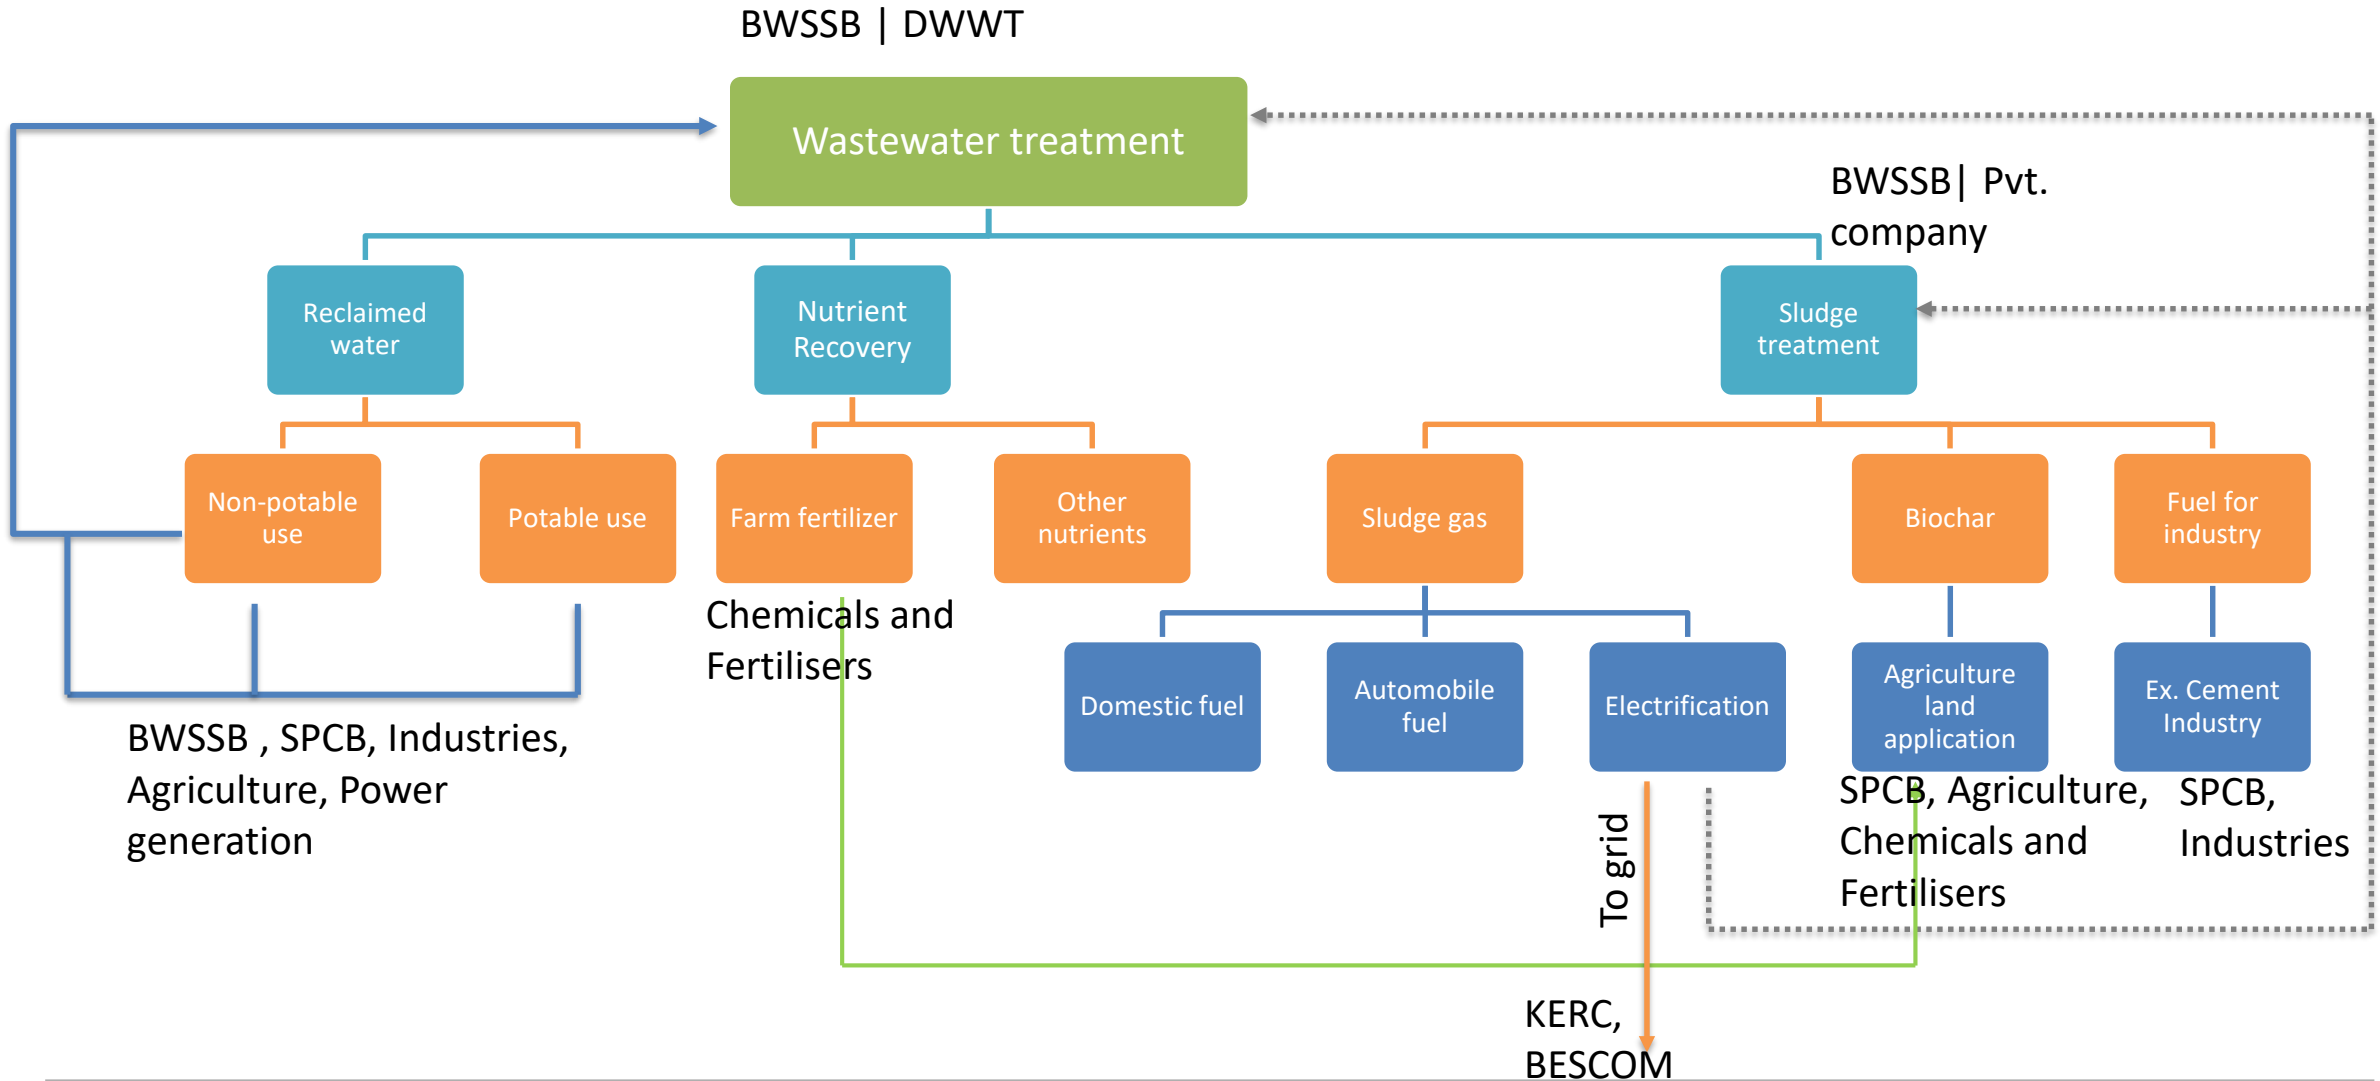 BWSSB | DWWT
Wastewater treatment
BWSSB| Pvt.
company
Reclaimed
water
Nutrient
Recovery
Sludge
treatment
Non-potable
use
Potable use
Farm fertilizer
Other
nutrients
Sludge gas
Biochar
Fuel for
industry
Chemicals and
Fertilisers
Domestic fuel
Automobile
fuel
Electrification
Agriculture
land
application
Ex. Cement
Industry
BWSSB , SPCB, Industries,
Agriculture, Power
generation
SPCB, Agriculture,
Chemicals and
Fertilisers
SPCB,
Industries
To grid
KERC,
BESCOM